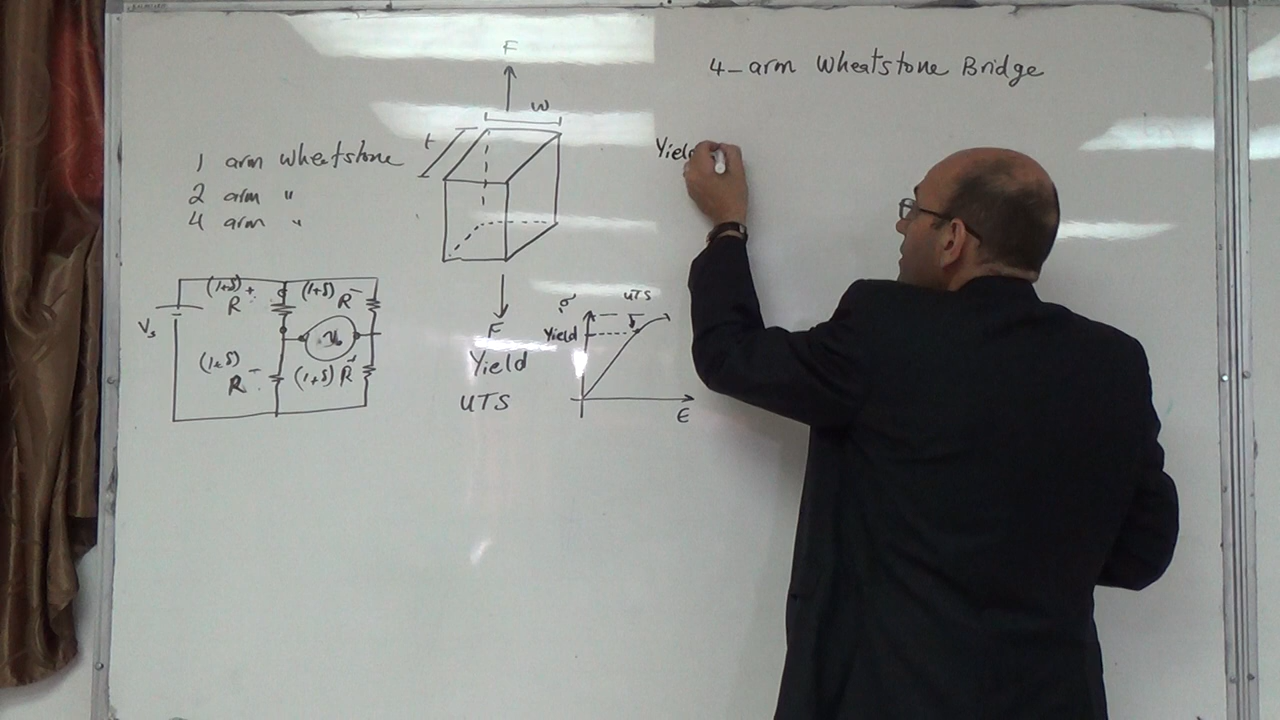 4-arm Wheatstone Bridge
F
w
t
1 arm wheatstone
2 arm "
4 arm "
Yiel
(1+δ) +
R
(1+δ)
R -
Vs
(1+δ)
R -
(1+δ) R +
F
Yield
UTS
σ
UTS
Yield
ε